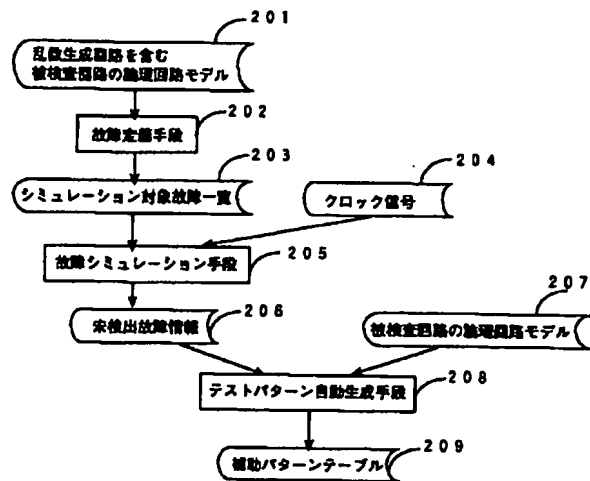 201
乱数生成回路を含む
被検査回路の論理回路モデル
202
故障定義手段
203
シミュレーション対象故障一覧
204
クロック信号
故障シミュレーション手段
205
206
未検出故障情報
207
被検査回路の論理回路モデル
テストパターン自動生成手段
208
209
補助パターンテーブル